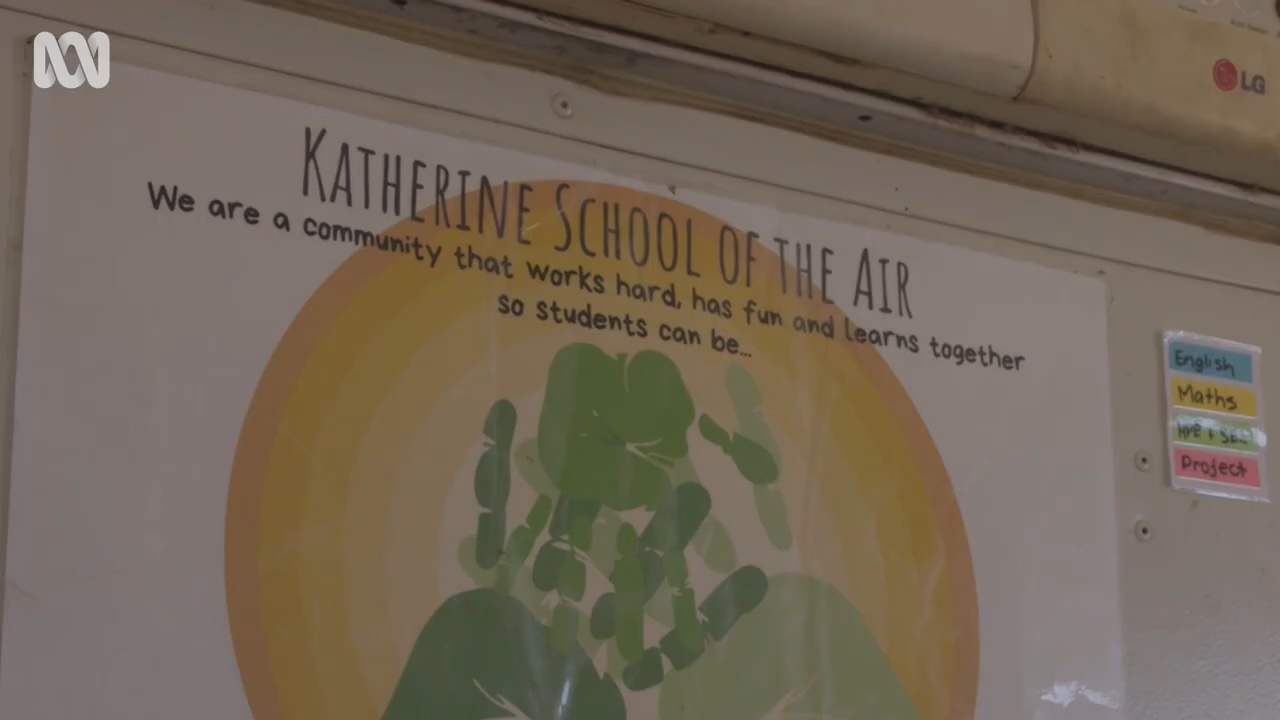 LG
KATHERINE SCHOOL OF THE AIR
We are a community that works hard, has fun and learns together
so students can be...
English
Maths
Project